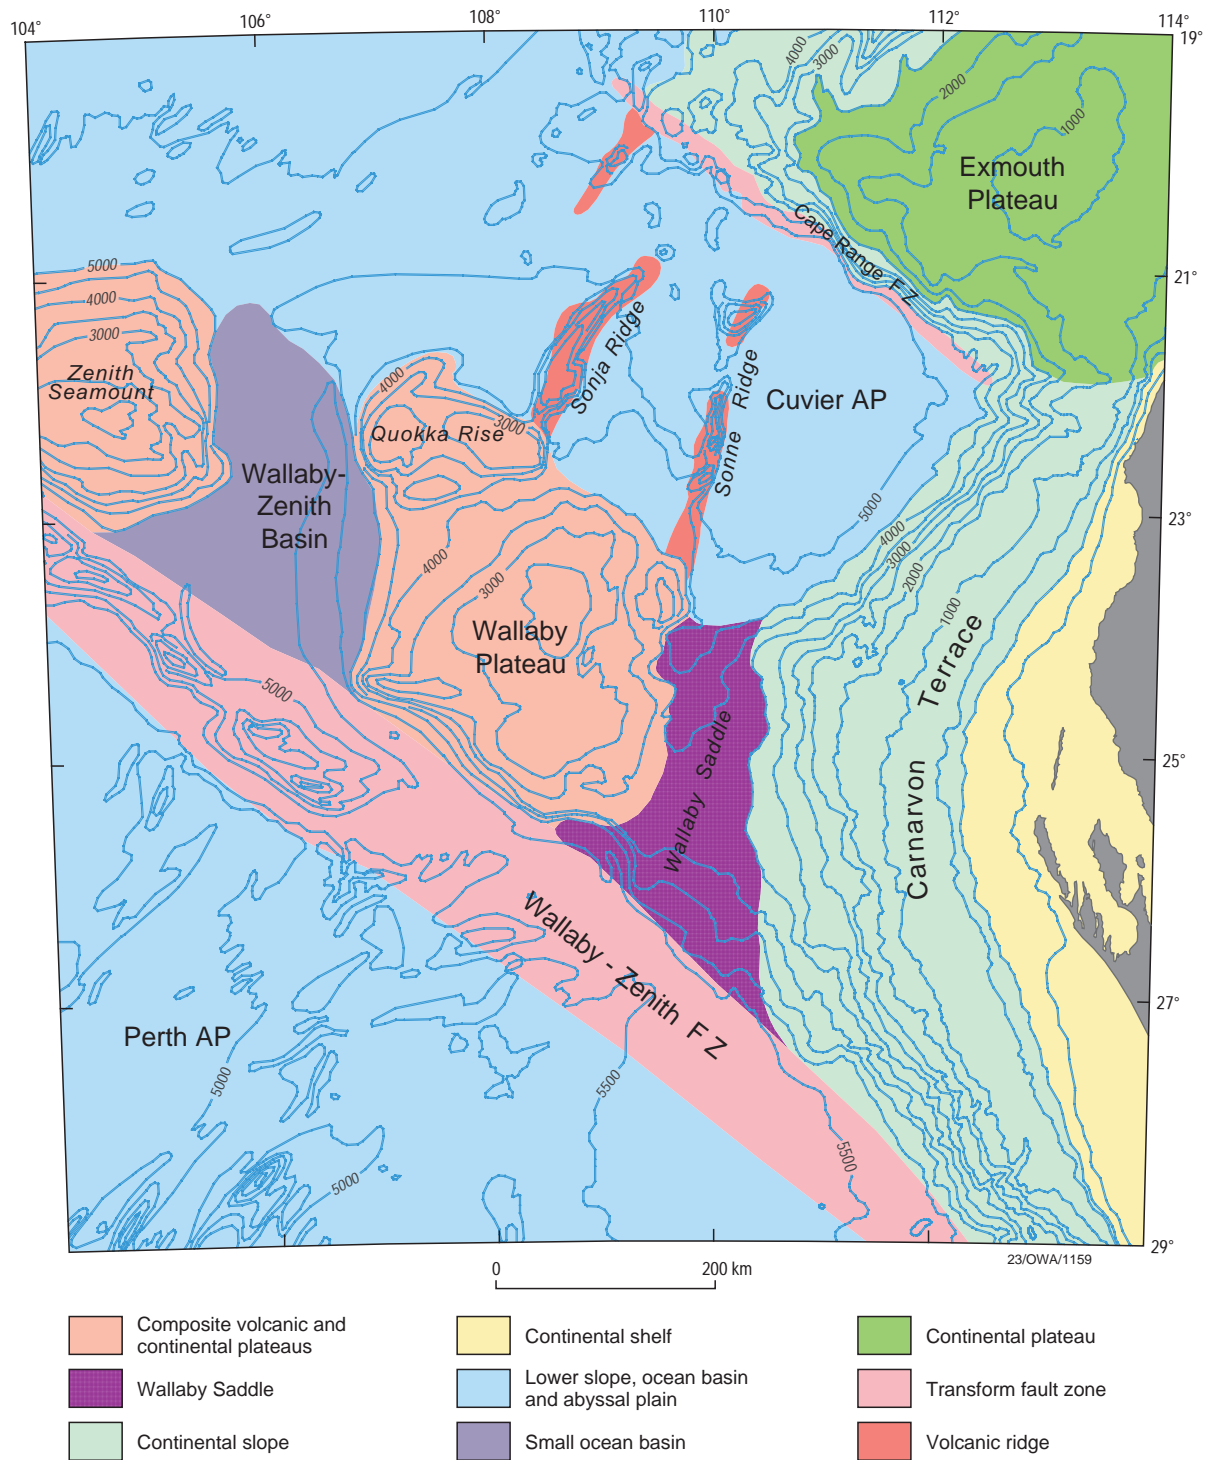 104°
106°
108°
110°
112°
114°
19°
4000
3000
2000
1000
Exmouth
Plateau
Cape Range F Z
5000
4000
3000
21°
Zenith
Seamount
4000
3000
Quokka Rise
Sonja Ridge
Sonne Ridge
Cuvier AP
Wallaby-
Zenith
Basin
5000
23°
4000
3000
2000
1000
4000
3000
Wallaby
Plateau
Carnarvon Terrace
5000
Wallaby Saddle
25°
Wallaby - Zenith F Z
27°
Perth AP
5000
5500
5500
5000
29°
23/OWA/1159
0
200 km
Composite volcanic and
continental plateaus
Continental shelf
Continental plateau
Wallaby Saddle
Lower slope, ocean basin
and abyssal plain
Transform fault zone
Continental slope
Small ocean basin
Volcanic ridge